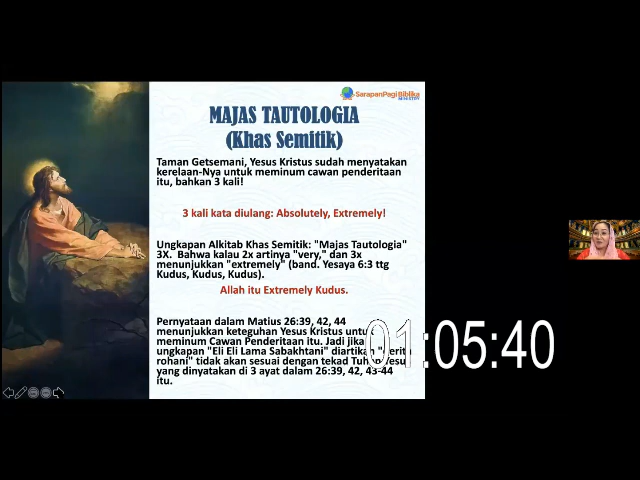 SarapanPagi Biblika
MINISTRY
MAJAS TAUTOLOGIA
(Khas Semitik)
Taman Getsemani, Yesus Kristus sudah menyatakan
kerelaan-Nya untuk meminum cawan penderitaan
itu, bahkan 3 kali!
3 kali kata diulang: Absolutely, Extremely!
Ungkapan Alkitab Khas Semitik: "Majas Tautologia"
3X. Bahwa kalau 2x artinya "very," dan 3x
menunjukkan "extremely" (band. Yesaya 6:3 ttg
Kudus, Kudus, Kudus).
Allah itu Extremely Kudus.
Pernyataan dalam Matius 26:39, 42, 44
menunjukkan keteguhan Yesus Kristus untuk
meminum Cawan Penderitaan itu. Jadi jika
ungkapan "Eli Eli Lama Sabakhtani" diartikan
rohani" tidak akan sesuai dengan tekad Tuhan Yesus
yang dinyatakan di 3 ayat dalam 26:39, 42, 43-44
itu.
01:05:40